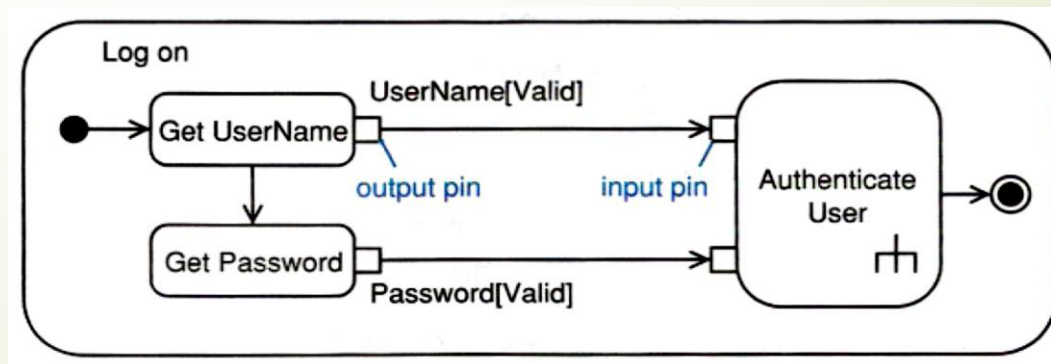 Log on
UserName[Valid]
Get UserName
output pin
input pin
Authenticate
User
Get Password
Password[Valid]